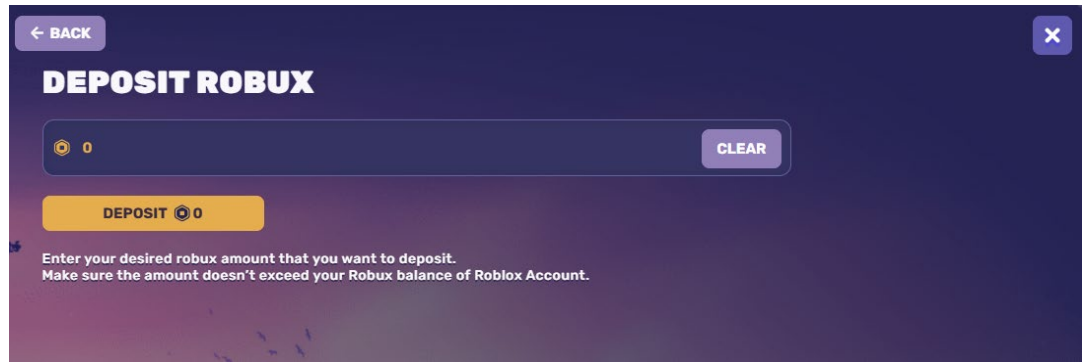 ← BACK
DEPOSIT ROBUX
0
CLEAR
DEPOSIT 0
Enter your desired robux amount that you want to deposit.
Make sure the amount doesn't exceed your Robux balance of Roblox Account.